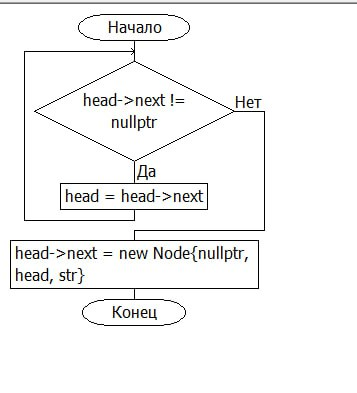 Начало
head->next !=
nullptr
Нет
Да
head = head->next
head->next = new Node{nullptr,
head, str}
Конец